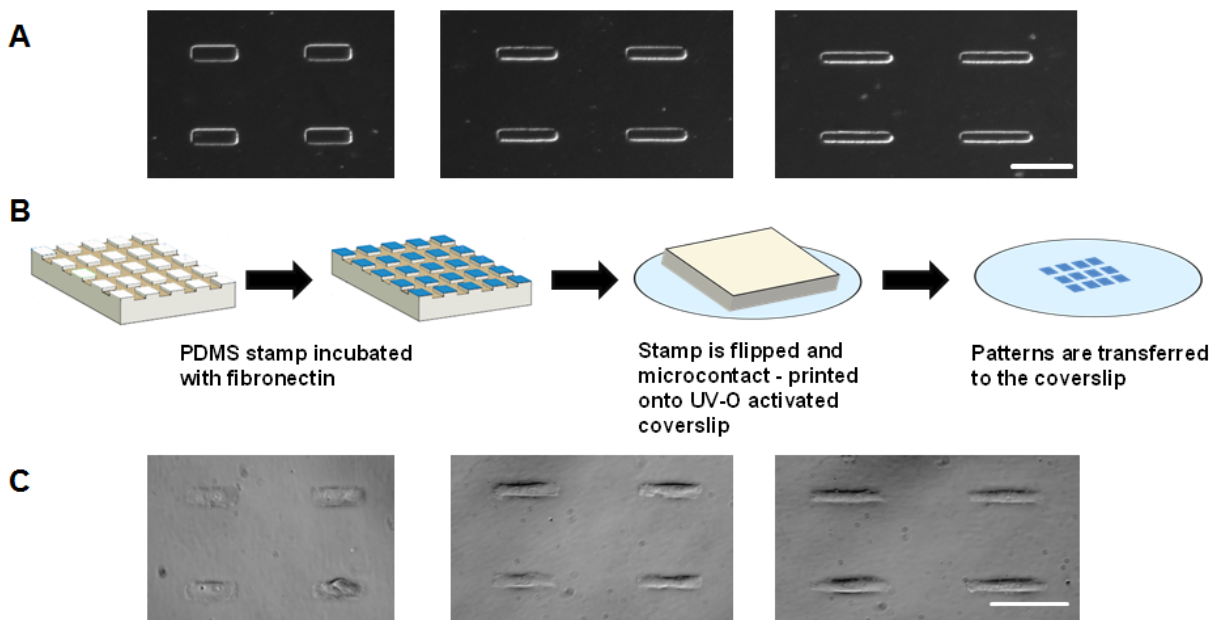 A
B
PDMS stamp incubated
with fibronectin
Stamp is flipped and
microcontact - printed
onto UV-O activated
coverslip
Patterns are transferred
to the coverslip
C